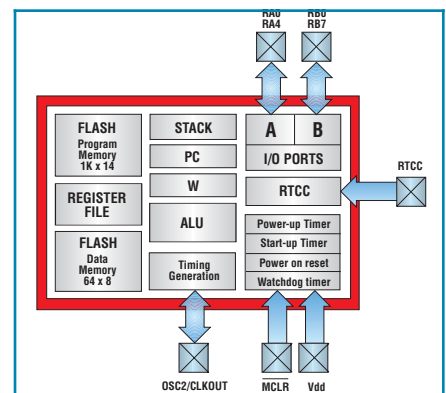 RA0
RA4
RB0
RB7
FLASH
Program
Memory
1K x 14
REGISTER
FILE
FLASH
Data
Memory
64 x 8
STACK
PC
W
ALU
Timing
Generation
A
B
I/O PORTS
RTCC
Power-up Timer
Start-up Timer
Power on reset
Watchdog timer
RTCC
OSC2/CLKOUT
MCLR
Vdd